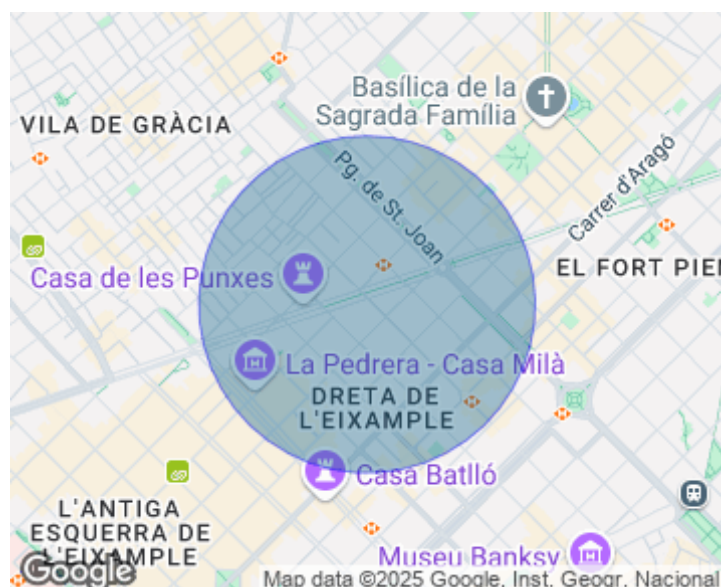 Basílica de la
Sagrada Família
VILA DE GRÀCIA
Pg. de St. Joan
Carrer d'Aragó
Casa de les Punxes
EL FORT PIEN
La Pedrera - Casa Milà
DRETA DE
L'EIXAMPLE
Casa Batlló
L'ANTIGA
ESQUERRA DE
L'EIXAMPLE
Museu Banksy
Google
Map data ©2025 Google, Inst. Geogr. Nacional